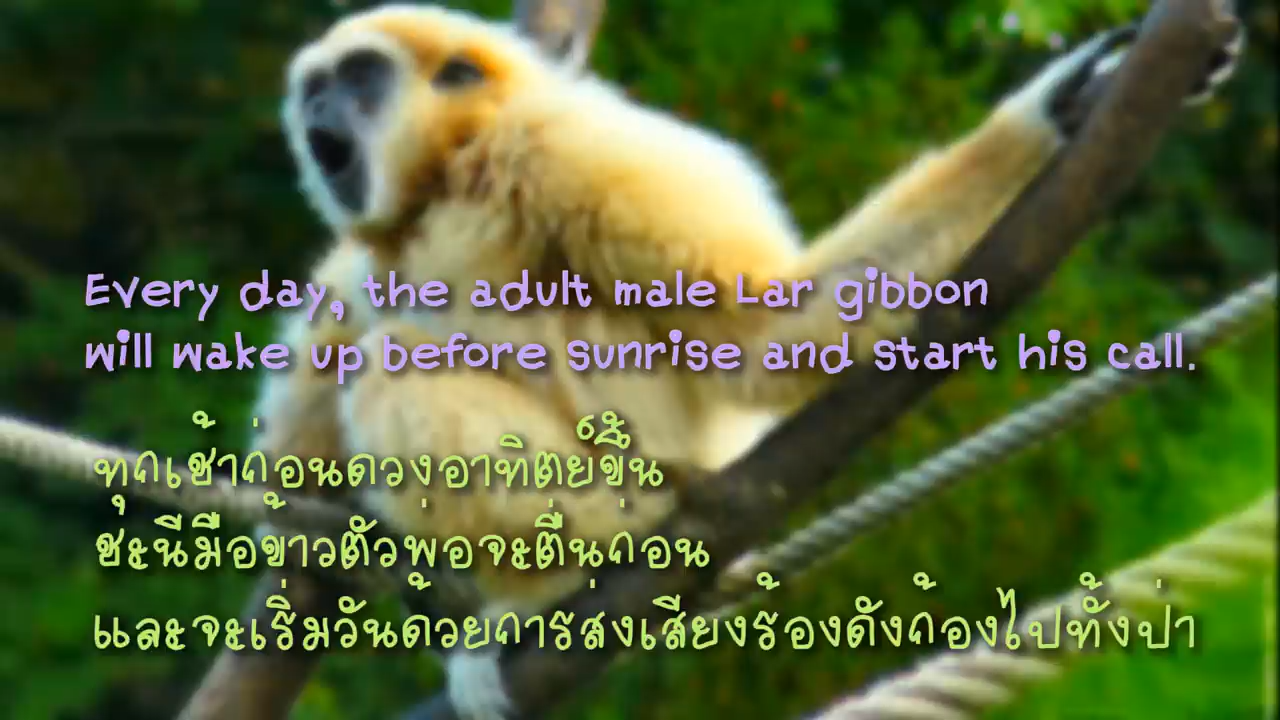 Every day, the adult male Lar gibbon
will wake up before sunrise and start his call.
ทุกเช้าก่อนดวงอาทิตย์ขึ้น
ชะนีมือข้าวตัวพ่อจะตื่นก่อน
และจะเริ่มวันด้วยการส่งเสียงร้องดังก้องไปทั้งป่า